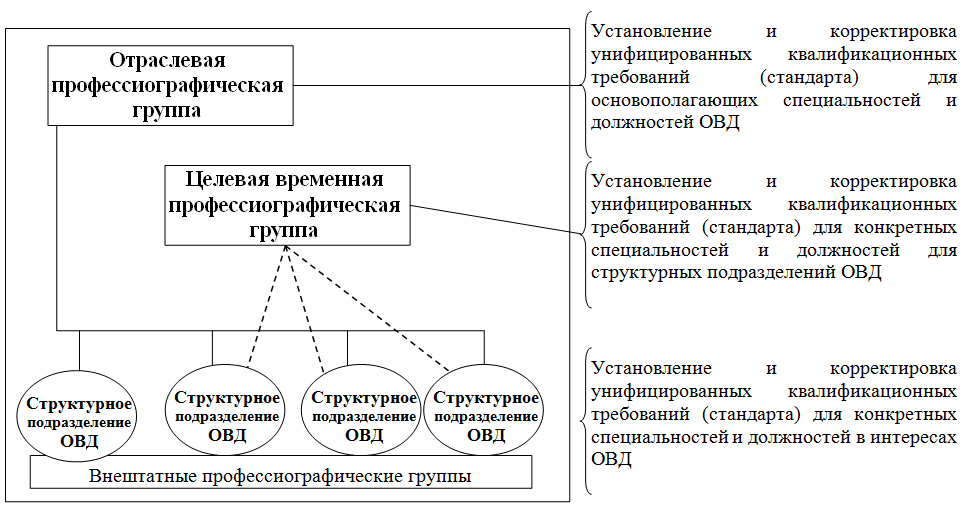 Отраслевая
профессиографическая
группа
Установление и корректировка
унифицированных квалификационных
требований (стандарта) для
основополагающих специальностей и
должностей ОВД
Целевая временная
профессиографическая
группа
Установление и корректировка
унифицированных квалификационных
требований (стандарта) для конкретных
специальностей и должностей для
структурных подразделений ОВД
Структурное
подразделение
ОВД
Структурное
подразделение
ОВД
Структурное
подразделение
ОВД
Структурное
подразделение
ОВД
Внештатные профессиографические группы
Установление и корректировка
унифицированных квалификационных
требований (стандарта) для конкретных
специальностей и должностей в интересах
ОВД